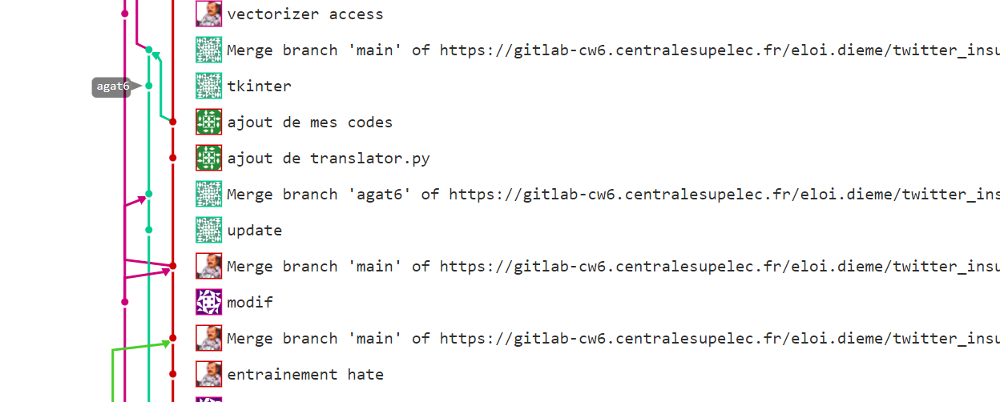 vectorizer access
Merge branch 'main' of https://gitlab-cw6.centralesupelec.fr/eloi.dieme/twitter_insu
agat6
tkinter
ajout de mes codes
ajout de translator.py
Merge branch 'agat6' of https://gitlab-cw6.centralesupelec.fr/eloi.dieme/twitter_ins
update
Merge branch 'main' of https://gitlab-cw6.centralesupelec.fr/eloi.dieme/twitter_insu
modif
Merge branch 'main' of https://gitlab-cw6.centralesupelec.fr/eloi.dieme/twitter_insu
entrainement hate